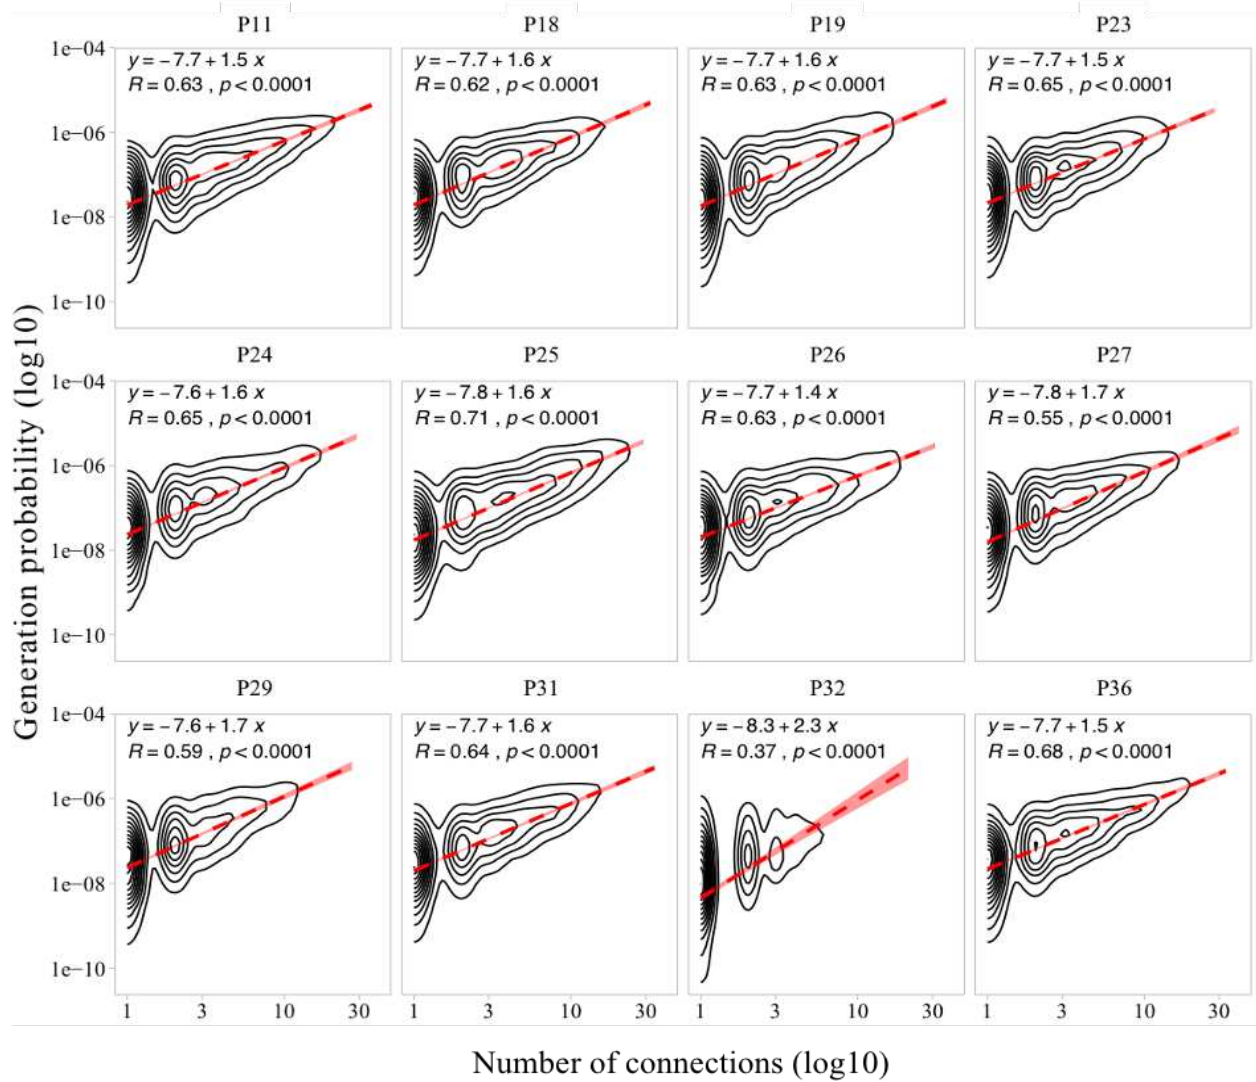 P11 P18 P19 P23
1e−04
y = −7.7 + 1.5 x
R = 0.63 , p < 0.0001
y = −7.7 + 1.6 x
R = 0.62 , p < 0.0001
y = −7.7 + 1.6 x
R = 0.63 , p < 0.0001
y = −7.7 + 1.5 x
R = 0.65 , p < 0.0001
1e−06
1e−08
1e−10
P24 P25 P26 P27
1e−04
y = −7.6 + 1.6 x
R = 0.65 , p < 0.0001
y = −7.8 + 1.6 x
R = 0.71 , p < 0.0001
y = −7.7 + 1.4 x
R = 0.63 , p < 0.0001
y = −7.8 + 1.7 x
R = 0.55 , p < 0.0001
1e−06
1e−08
1e−10
P29 P31 P32 P36
1e−04
y = −7.6 + 1.7 x
R = 0.59 , p < 0.0001
y = −7.7 + 1.6 x
R = 0.64 , p < 0.0001
y = −8.3 + 2.3 x
R = 0.37 , p < 0.0001
y = −7.7 + 1.5 x
R = 0.68 , p < 0.0001
1e−06
1e−08
1e−10
1 3 10 30 1 3 10 30 1 3 10 30 1 3 10 30
Generation probability (log10)
Number of connections (log10)